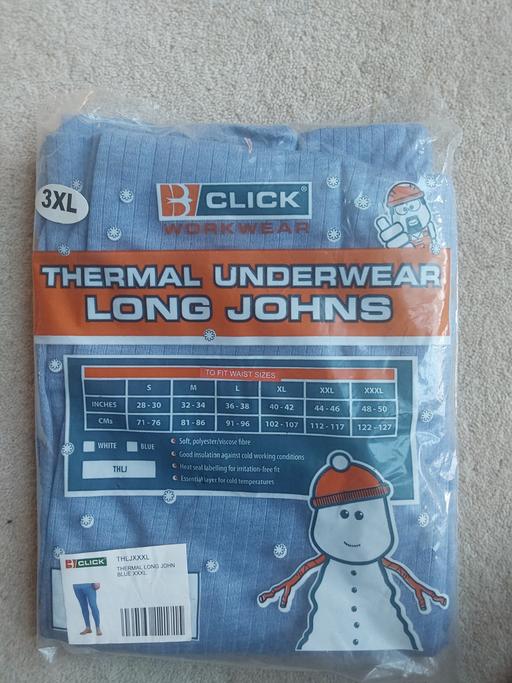 3XL
B CLICK®
WORKWEAR
THERMAL UNDERWEAR
LONG JOHNS
TO FIT WAIST SIZES
S M L XL XXL XXXL
INCHES 28 - 30 32 - 34 36 - 38 40 - 42 44 - 46 48 - 50
CMs 71 - 76 81 - 86 91 - 96 102 - 107 112 - 117 122 - 127
WHITE BLUE
THLJ
Soft, polyester/viscose fibre
Good insulation against cold working conditions
Heat seal labelling for irritation-free fit
Essential layer for cold temperatures
B CLICK
THLJXXXL
THERMAL LONG JOHN
BLUE XXXL